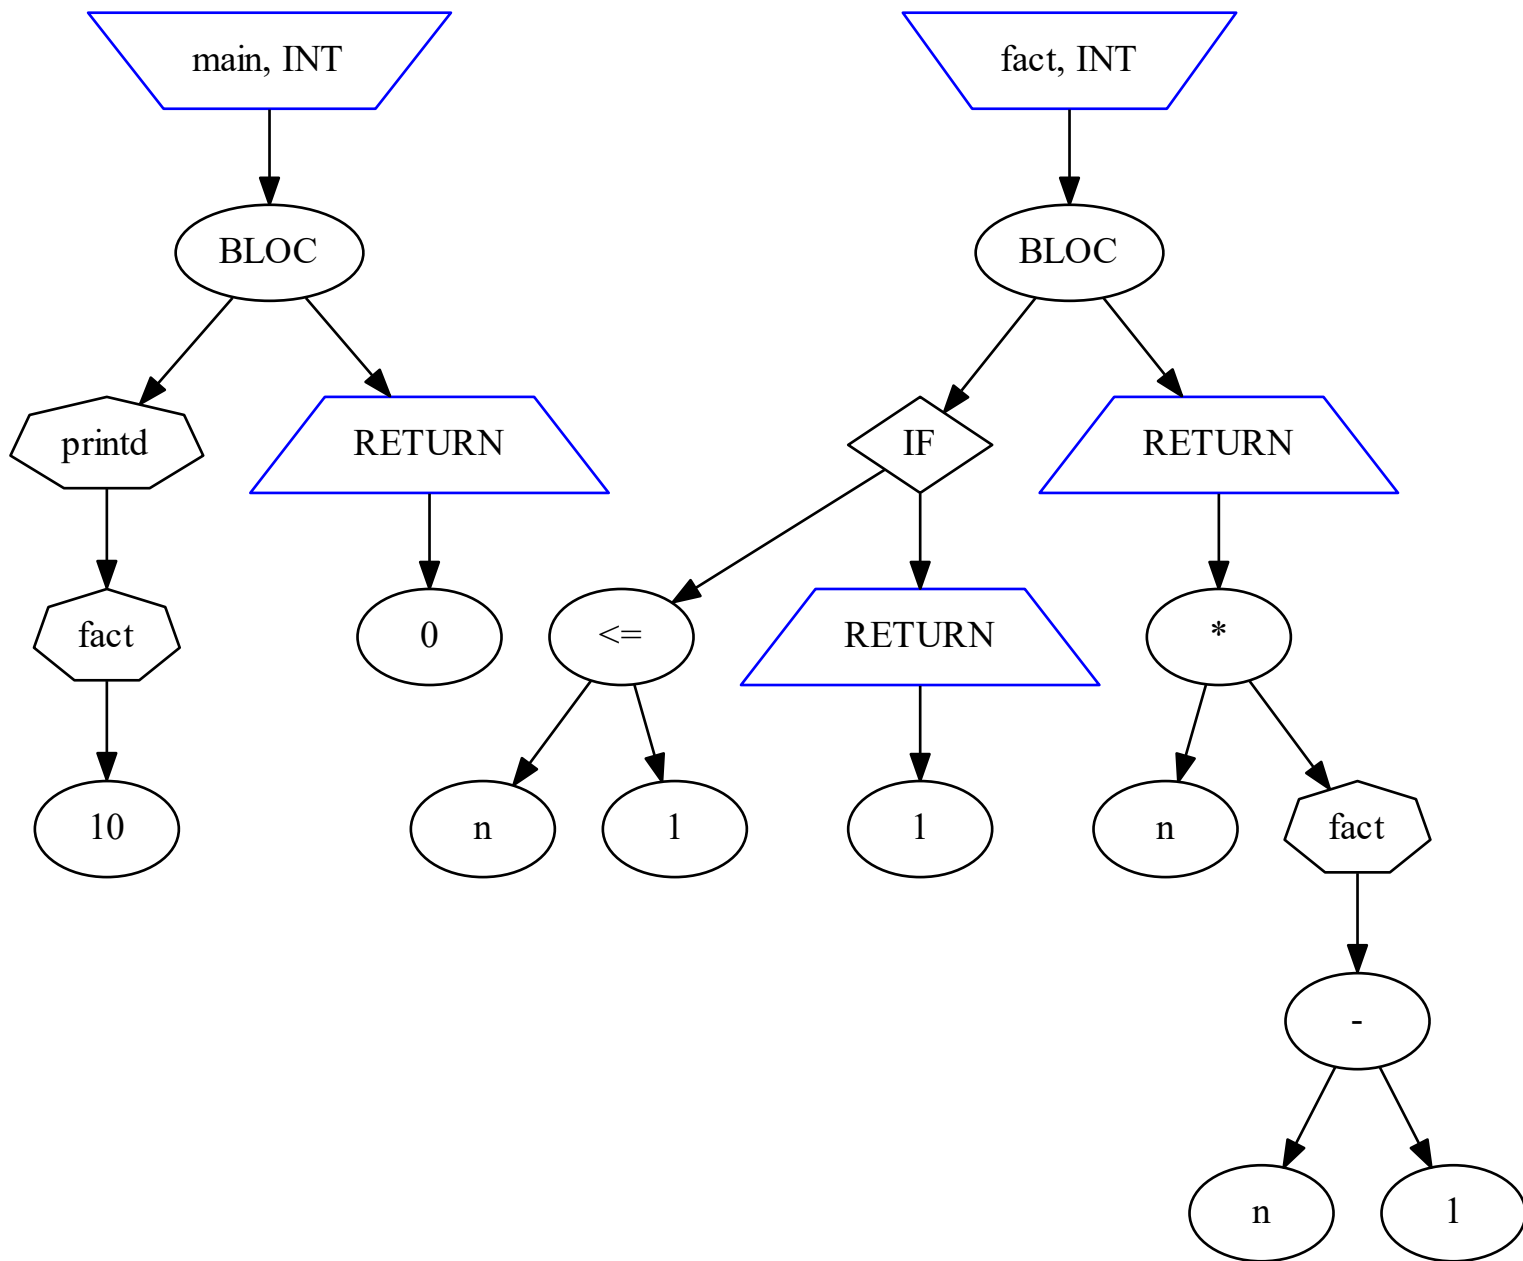 main, INT
fact, INT
BLOC
BLOC
printd
RETURN
IF
RETURN
fact
0
<=
RETURN
*
10
n
1
1
n
fact
-
n
1